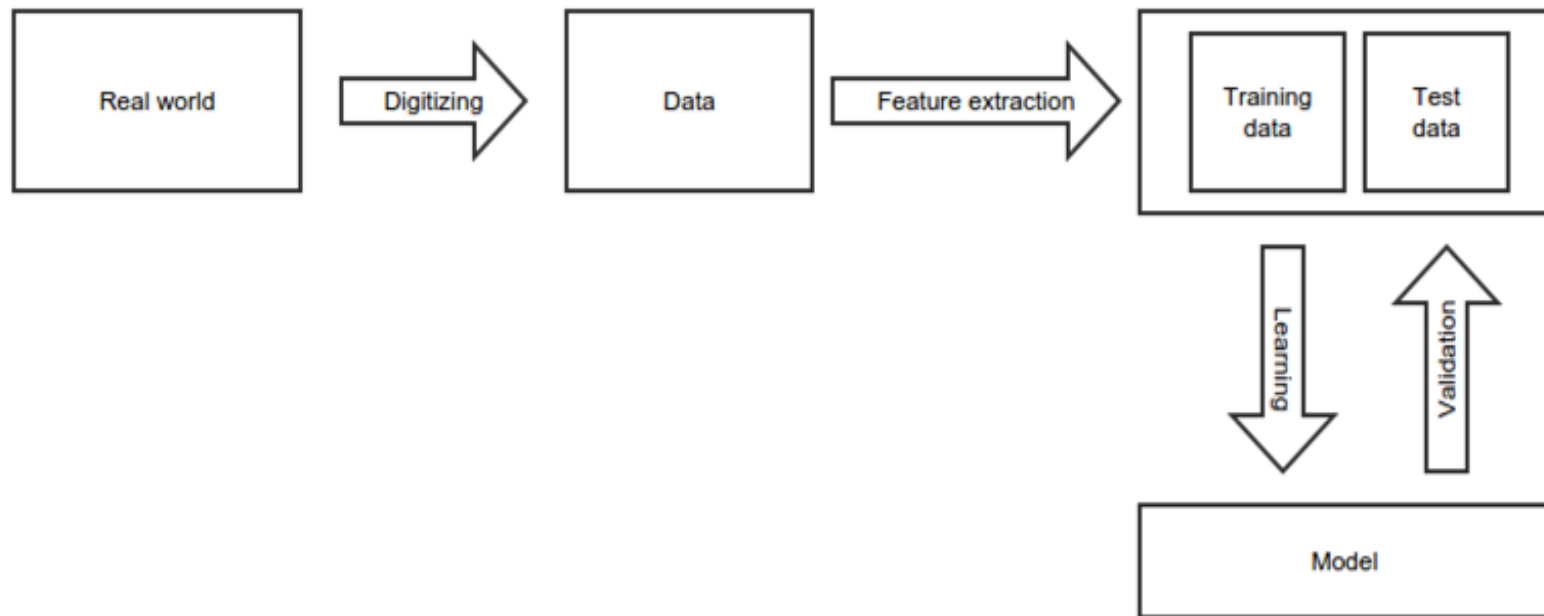 Real world
Digitizing
Data
Feature extraction
Training
data
Test
data
Learning
Validation
Model